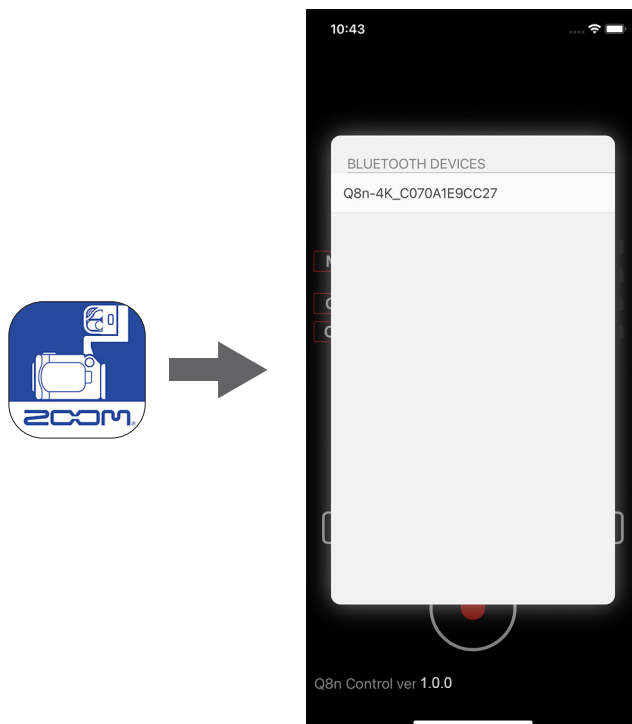 10:43
BLUETOOTH DEVICES
Q8n-4K_C070A1E9CC27
ZOOM®
Q8n Control ver 1.0.0